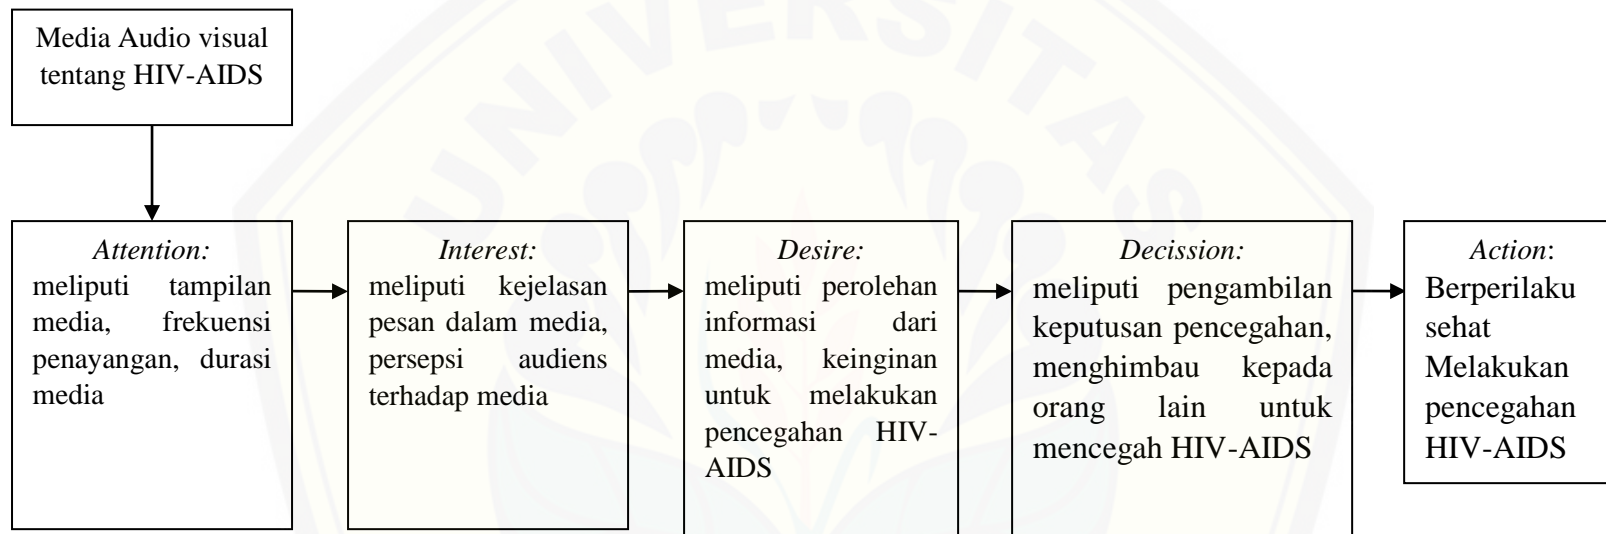 UNIVERSITAS
Media Audio visual
tentang HIV-AIDS
Attention:
meliputi tampilan
media, frekuensi
penayangan, durasi
media
Interest:
meliputi kejelasan
pesan dalam media,
persepsi audiens
terhadap media
Desire:
meliputi perolehan
informasi dari
media, keinginan
untuk melakukan
pencegahan HIV-
AIDS
Decission:
meliputi pengambilan
keputusan pencegahan,
menghimbau kepada
orang lain untuk
mencegah HIV-AIDS
Action:
Berperilaku
sehat
Melakukan
pencegahan
HIV-AIDS